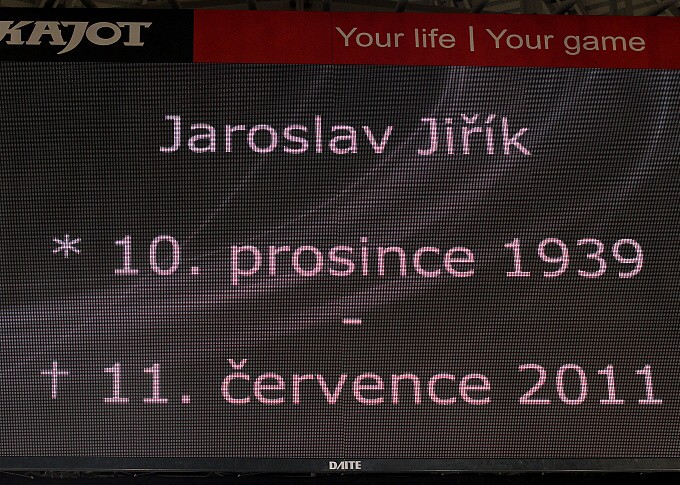 KAJOT
Your life | Your game
Jaroslav Jiřík
* 10. prosince 1939
-
† 11. července 2011
DAITE